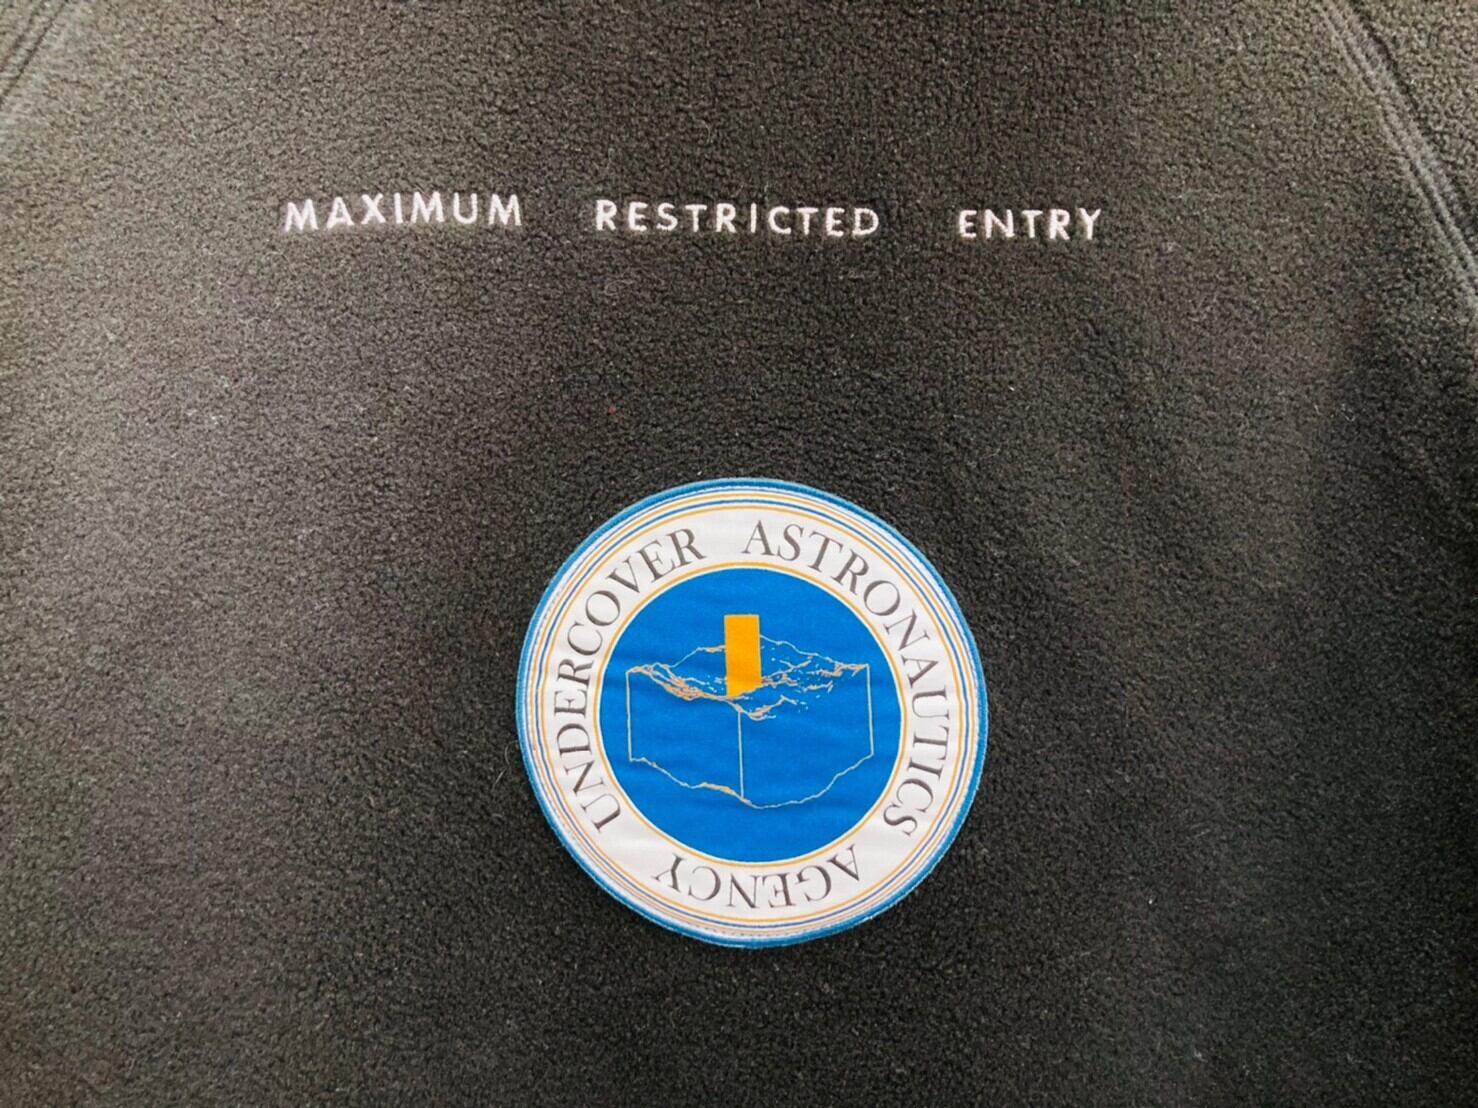 MAXIMUM RESTRICTED ENTRY
UNDERCOVER ASTRONAUTICS AGENCY